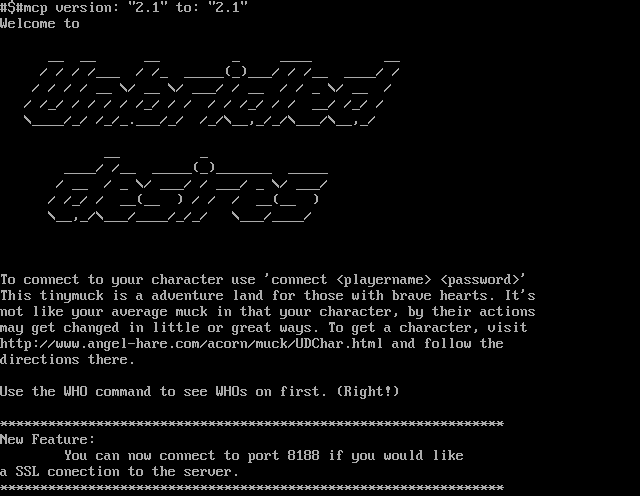 #$#mcp version: "2.1" to: "2.1"
Welcome to
Unbridled
desires
To connect to your character use 'connect <playername> <password>'
This tinymuck is a adventure land for those with brave hearts. It's
not like your average muck in that your character, by their actions
may get changed in little or great ways. To get a character, visit
http://www.angel-hare.com/acorn/muck/UDChar.html and follow the
directions there.
Use the WHO command to see WHOs on first. (Right!)
***************************************************************
New Feature:
You can now connect to port 8188 if you would like
a SSL conection to the server.
***************************************************************